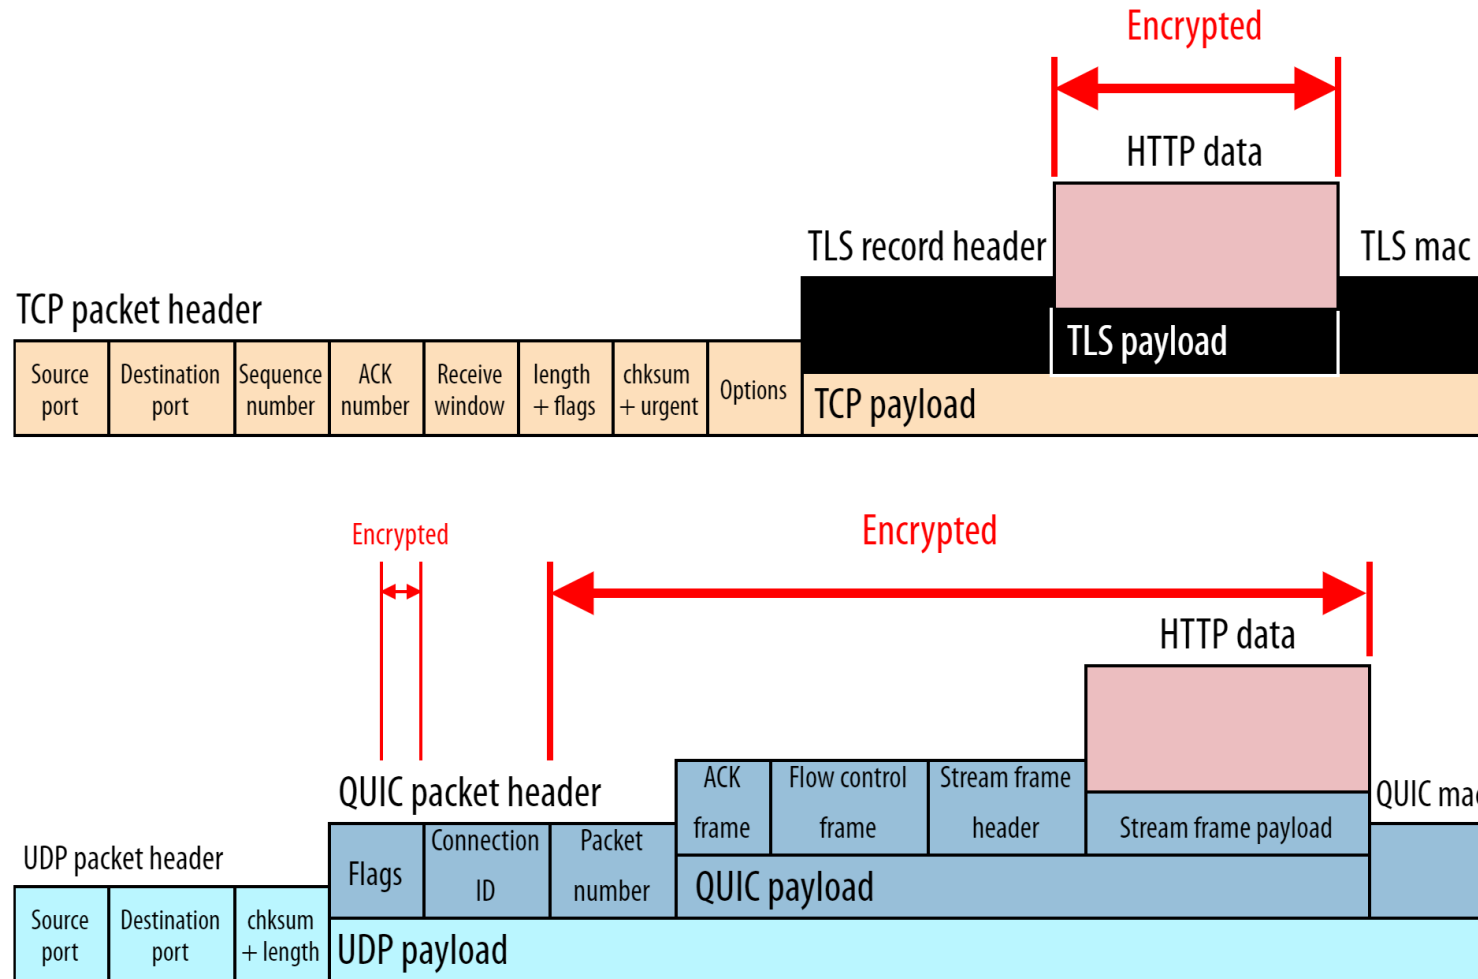 Encrypted
HTTP data
TLS record header
TLS mac
TCP packet header
TLS payload
Source
port
Destination
port
Sequence
number
ACK
number
Receive
window
length
+ flags
chksum
+ urgent
Options
TCP payload
Encrypted
Encrypted
HTTP data
QUIC packet header
ACK
frame
Flow control
frame
Stream frame
header
Stream frame payload
QUIC mac
UDP packet header
Flags
Connection
ID
Packet
number
QUIC payload
Source
port
Destination
port
chksum
+ length
UDP payload